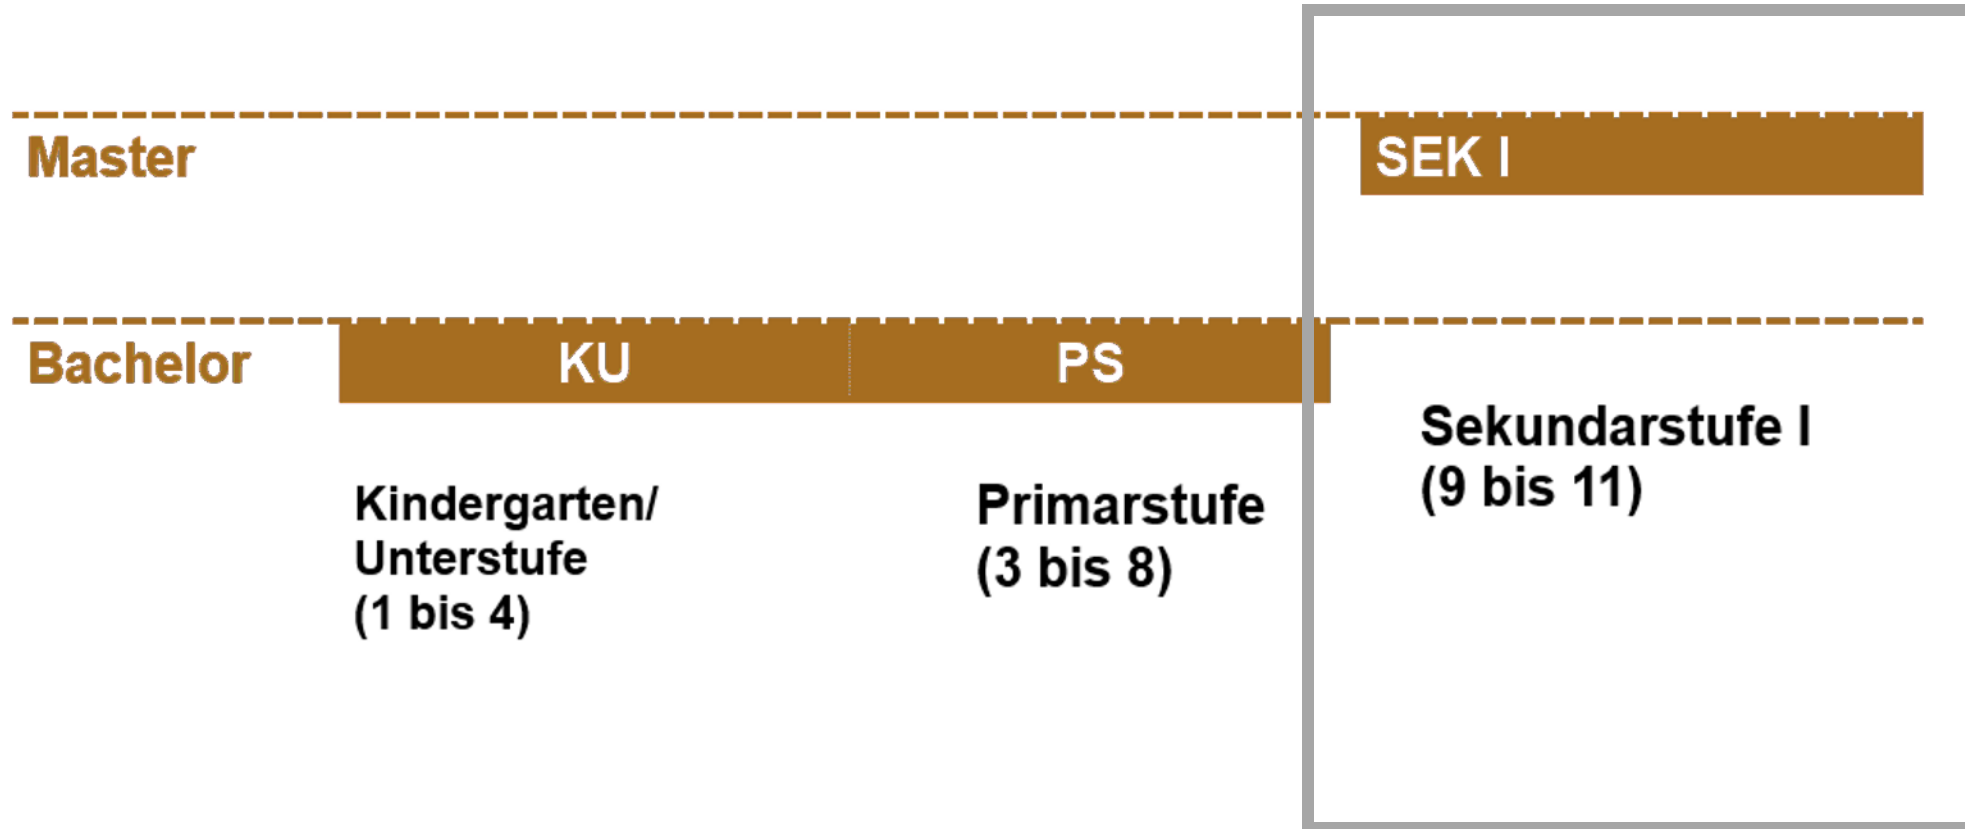 Master
SEK I
Bachelor
KU
PS
Kindergarten/
Unterstufe
(1 bis 4)
Primarstufe
(3 bis 8)
Sekundarstufe I
(9 bis 11)